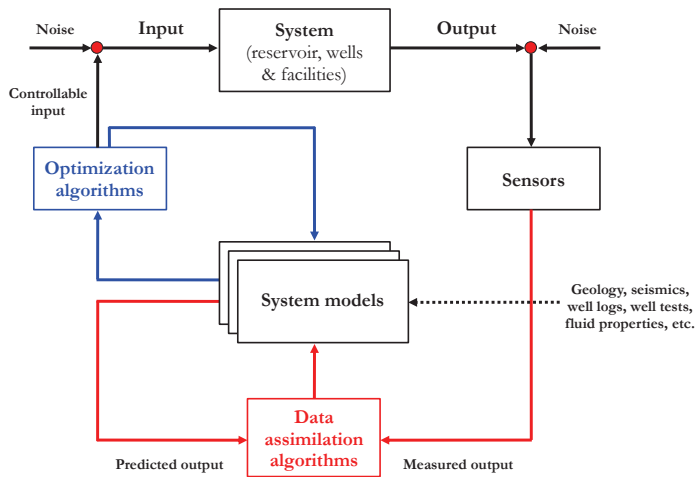 Noise
Input
System
(reservoir, wells
& facilities)
Output
Noise
Controllable
input
Optimization
algorithms
Sensors
System models
Geology, seismics,
well logs, well tests,
fluid properties, etc.
Data
assimilation
algorithms
Predicted output
Measured output